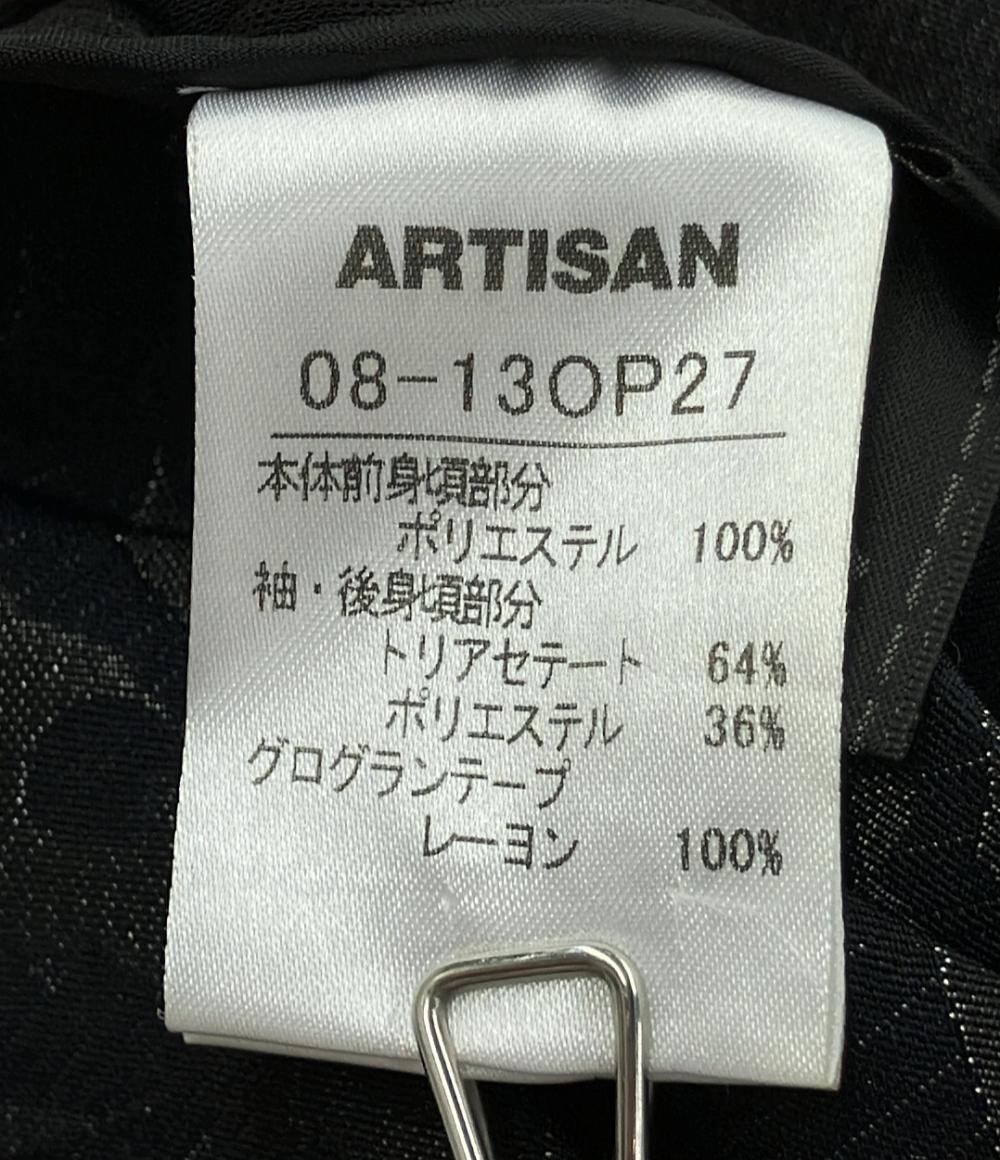 ARTISAN
08-13OP27
本体前身頃部分
ポリエステル 100%
袖・後身頃部分
トリアセテート 64%
ポリエステル 36%
グログランテープ
レーヨン 100%